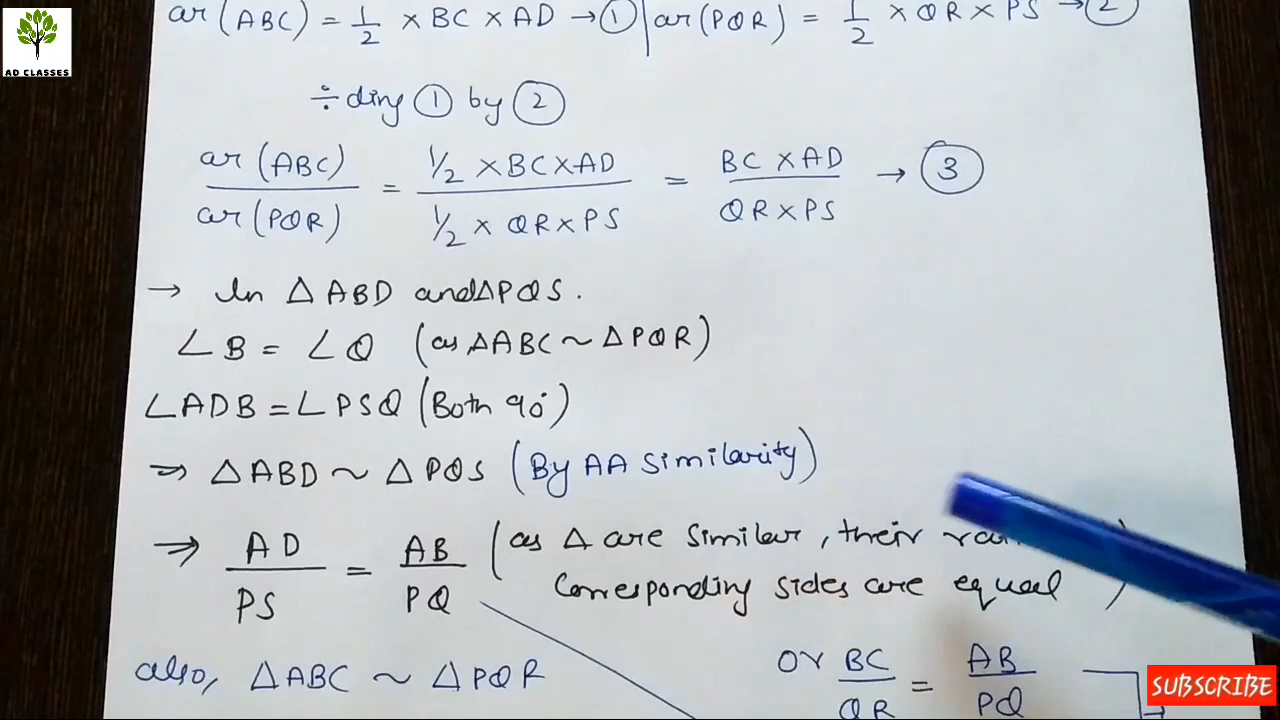 ar (ABC) = 1/2 × BC × AD → ① | ar (PQR) = 1/2 × QR × PS → ②
AD CLASSES
÷ding ① by ②
ar (ABC) / ar (PQR) = 1/2 × BC × AD / 1/2 × QR × PS = BC × AD / QR × PS → ③
→ In △ ABD and △PQS.
∠B = ∠Q (as △ABC ~ △PQR)
∠ADB = ∠PSQ (Both 90°)
⇒ △ABD ~ △PQS (By AA Similarity)
⇒ AD / PS = AB / PQ (as △ are similar, their
Corresponding sides are equal)
also, △ABC ~ △PQR
or BC / QR = AB / PQ
SUBSCRIBE